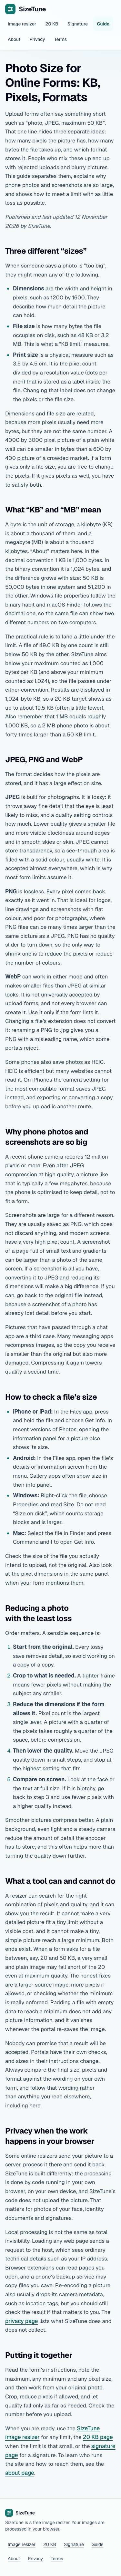 SizeTune
Image resizer 20 KB Signature Guide
About Privacy Terms
Photo Size for
Online Forms: KB,
Pixels, Formats
Upload forms often say something short
such as “photo, JPEG, maximum 50 KB”.
That one line hides three separate ideas:
how many pixels the picture has, how many
bytes the file takes up, and which format
stores it. People who mix these up end up
with rejected uploads and blurry pictures.
This guide separates them, explains why
phone photos and screenshots are so large,
and shows how to meet a limit with as little
loss as possible.
Published and last updated 12 November
2026 by SizeTune.
Three different “sizes”
When someone says a photo is “too big”,
they might mean any of the following.
Dimensions are the width and height in
pixels, such as 1200 by 1600. They
describe how much detail the picture
can hold.
File size is how many bytes the file
occupies on disk, such as 48 KB or 3.2
MB. This is what a “KB limit” measures.
Print size is a physical measure such as
3.5 by 4.5 cm. It is the pixel count
divided by a resolution value (dots per
inch) that is stored as a label inside the
file. Changing that label does not change
the pixels or the file size.
Dimensions and file size are related,
because more pixels usually need more
bytes, but they are not the same number. A
4000 by 3000 pixel picture of a plain white
wall may be smaller in bytes than an 800 by
400 picture of a crowded market. If a form
gives only a file size, you are free to change
dimensions. If it gives pixels as well, you have
to satisfy both.
What “KB” and “MB” mean
A byte is the unit of storage, a kilobyte (KB)
is about a thousand of them, and a
megabyte (MB) is about a thousand
kilobytes. “About” matters here. In the
decimal convention 1 KB is 1,000 bytes. In
the binary convention it is 1,024 bytes, and
the difference grows with size: 50 KB is
50,000 bytes in one system and 51,200 in
the other. Windows file properties follow the
binary habit and macOS Finder follows the
decimal one, so the same file can show two
different numbers on two computers.
The practical rule is to land a little under the
limit. A file of 49.0 KB by one count is still
below 50 KB by the other. SizeTune aims
below your maximum counted as 1,000
bytes per KB (and above your minimum
counted as 1,024), so the file passes under
either convention. Results are displayed in
1,024-byte KB, so a 20 KB target shows as
up to about 19.5 KB (often a little lower).
Also remember that 1 MB equals roughly
1,000 KB, so a 2 MB phone photo is about
forty times larger than a 50 KB limit.
JPEG, PNG and WebP
The format decides how the pixels are
stored, and it has a large effect on size.
JPEG is built for photographs. It is lossy: it
throws away fine detail that the eye is least
likely to miss, and a quality setting controls
how much. Lower quality gives a smaller file
and more visible blockiness around edges
and in smooth skies or skin. JPEG cannot
store transparency, so a see-through area is
filled with a solid colour, usually white. It is
accepted almost everywhere, which is why
most form limits assume it.
PNG is lossless. Every pixel comes back
exactly as it went in. That is ideal for logos,
line drawings and screenshots with flat
colour, and poor for photographs, where
PNG files can be many times larger than the
same picture as a JPEG. PNG has no quality
slider to turn down, so the only way to
shrink one is to reduce the pixels or reduce
the number of colours.
WebP can work in either mode and often
makes smaller files than JPEG at similar
looks. It is not universally accepted by
upload forms, and not every browser can
create it. Use it only if the form lists it.
Changing a file’s extension does not convert
it: renaming a PNG to .jpg gives you a
PNG with a misleading name, which some
portals reject.
Some phones also save photos as HEIC.
HEIC is efficient but many websites cannot
read it. On iPhones the camera setting for
the most compatible format saves JPEG
instead, and exporting or converting a copy
before you upload is another route.
Why phone photos and
screenshots are so big
A recent phone camera records 12 million
pixels or more. Even after JPEG
compression at high quality, a picture like
that is typically a few megabytes, because
the phone is optimised to keep detail, not to
fit a form.
Screenshots are large for a different reason.
They are usually saved as PNG, which does
not discard anything, and modern screens
have a very high pixel count. A screenshot
of a page full of small text and gradients
can be larger than a photo of the same
screen. If a screenshot is all you have,
converting it to JPEG and reducing its
dimensions will make a big difference. If you
can, go back to the original file instead,
because a screenshot of a photo has
already lost detail before you start.
Pictures that have passed through a chat
app are a third case. Many messaging apps
recompress images, so the copy you receive
is smaller than the original but also more
damaged. Compressing it again lowers
quality a second time.
How to check a file’s size
iPhone or iPad: In the Files app, press
and hold the file and choose Get Info. In
recent versions of Photos, opening the
information panel for a picture also
shows its size.
Android: In the Files app, open the file’s
details or information screen from the
menu. Gallery apps often show size in
their info panel.
Windows: Right-click the file, choose
Properties and read Size. Do not read
“Size on disk”, which counts storage
blocks and is larger.
Mac: Select the file in Finder and press
Command and I to open Get Info.
Check the size of the file you actually
intend to upload, not the original. Also look
at the pixel dimensions in the same panel
when your form mentions them.
Reducing a photo
with the least loss
Order matters. A sensible sequence is:
1. Start from the original. Every lossy
save removes detail, so avoid working on
a copy of a copy.
2. Crop to what is needed. A tighter frame
means fewer pixels without making the
subject any smaller.
3. Reduce the dimensions if the form
allows it. Pixel count is the largest
single lever. A picture with a quarter of
the pixels takes roughly a quarter of the
space, before anything else.
4. Then lower the quality. Move the JPEG
quality down in small steps, and stop at
the highest setting that fits.
5. Compare on screen. Look at the face or
the text at full size. If it is blotchy, go
back to step 3 and use fewer pixels with
a higher quality instead.
Smoother pictures compress better. A plain
background, even light and a steady camera
reduce the amount of detail the encoder
has to store, and this often helps more than
turning the quality down further.
What a tool can and cannot do
A resizer can search for the right
combination of pixels and quality, and it can
show you the result. It cannot make a very
detailed picture fit a tiny limit without a
visible cost, and it cannot make a tiny,
compressed picture large without padding
or enlarging a smaller picture. Both ends
exist. When a form asks for a file between,
say, 20 and 50 KB, a very small and plain
image may fall short of the 20 even at
maximum quality.
Nobody can promise that a result will be
accepted. Portals have their own checks,
and sizes in their instructions change.
Always compare the final size, pixels and
format against the wording on your own
form, and follow that wording rather
than anything you read elsewhere,
including here.
Privacy when the work
happens in your browser
Some online resizers send your picture to a
server, process it there and send it back.
SizeTune is built differently: the processing
is done by code running in your own
browser, on your own device, and SizeTune’s
code does not upload the picture. That
matters for photos of your face, identity
documents and signatures.
Local processing is not the same as total
invisibility. Loading any web page sends a
request to its host, which sees ordinary
technical details such as your IP address
and browser. Your own device also keeps
copies, and a phone’s backup service may
copy files you save. Re-encoding a picture
also usually drops its camera metadata,
such as location tags, but you should still
check the result if that matters to you. The
privacy page lists what SizeTune does and
does not collect.
Putting it together
Read the form’s instructions, note the
maximum, any minimum and any pixel size,
and then work from the original photo.
Crop, reduce pixels if allowed, and let the
quality fall only as far as needed. Check the
file before you upload.
When you are ready, use the SizeTune
image resizer for any limit, the 20 KB page
when the limit is that small, or the signature
page for a signature. To learn who runs
the site and how to reach them, see the
about page.
SizeTune
SizeTune is a free image resizer. Your images are
processed in your browser.
Image resizer 20 KB Signature Guide
About Privacy Terms